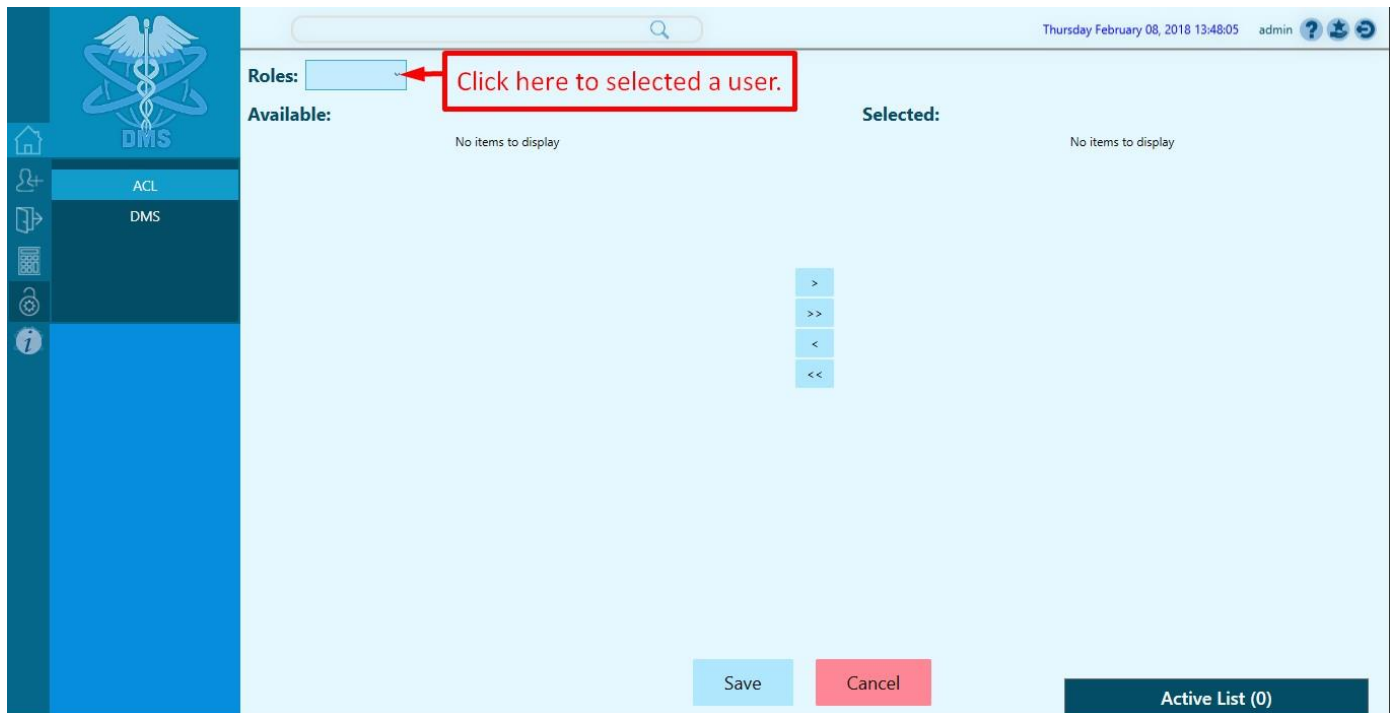 Thursday February 08, 2018 13:48:05 admin ?
Roles:
Click here to selected a user.
Available:
Selected:
DMS
No items to display
No items to display
ACL
DMS
>
>>
<
<<
i
Save
Cancel
Active List (0)